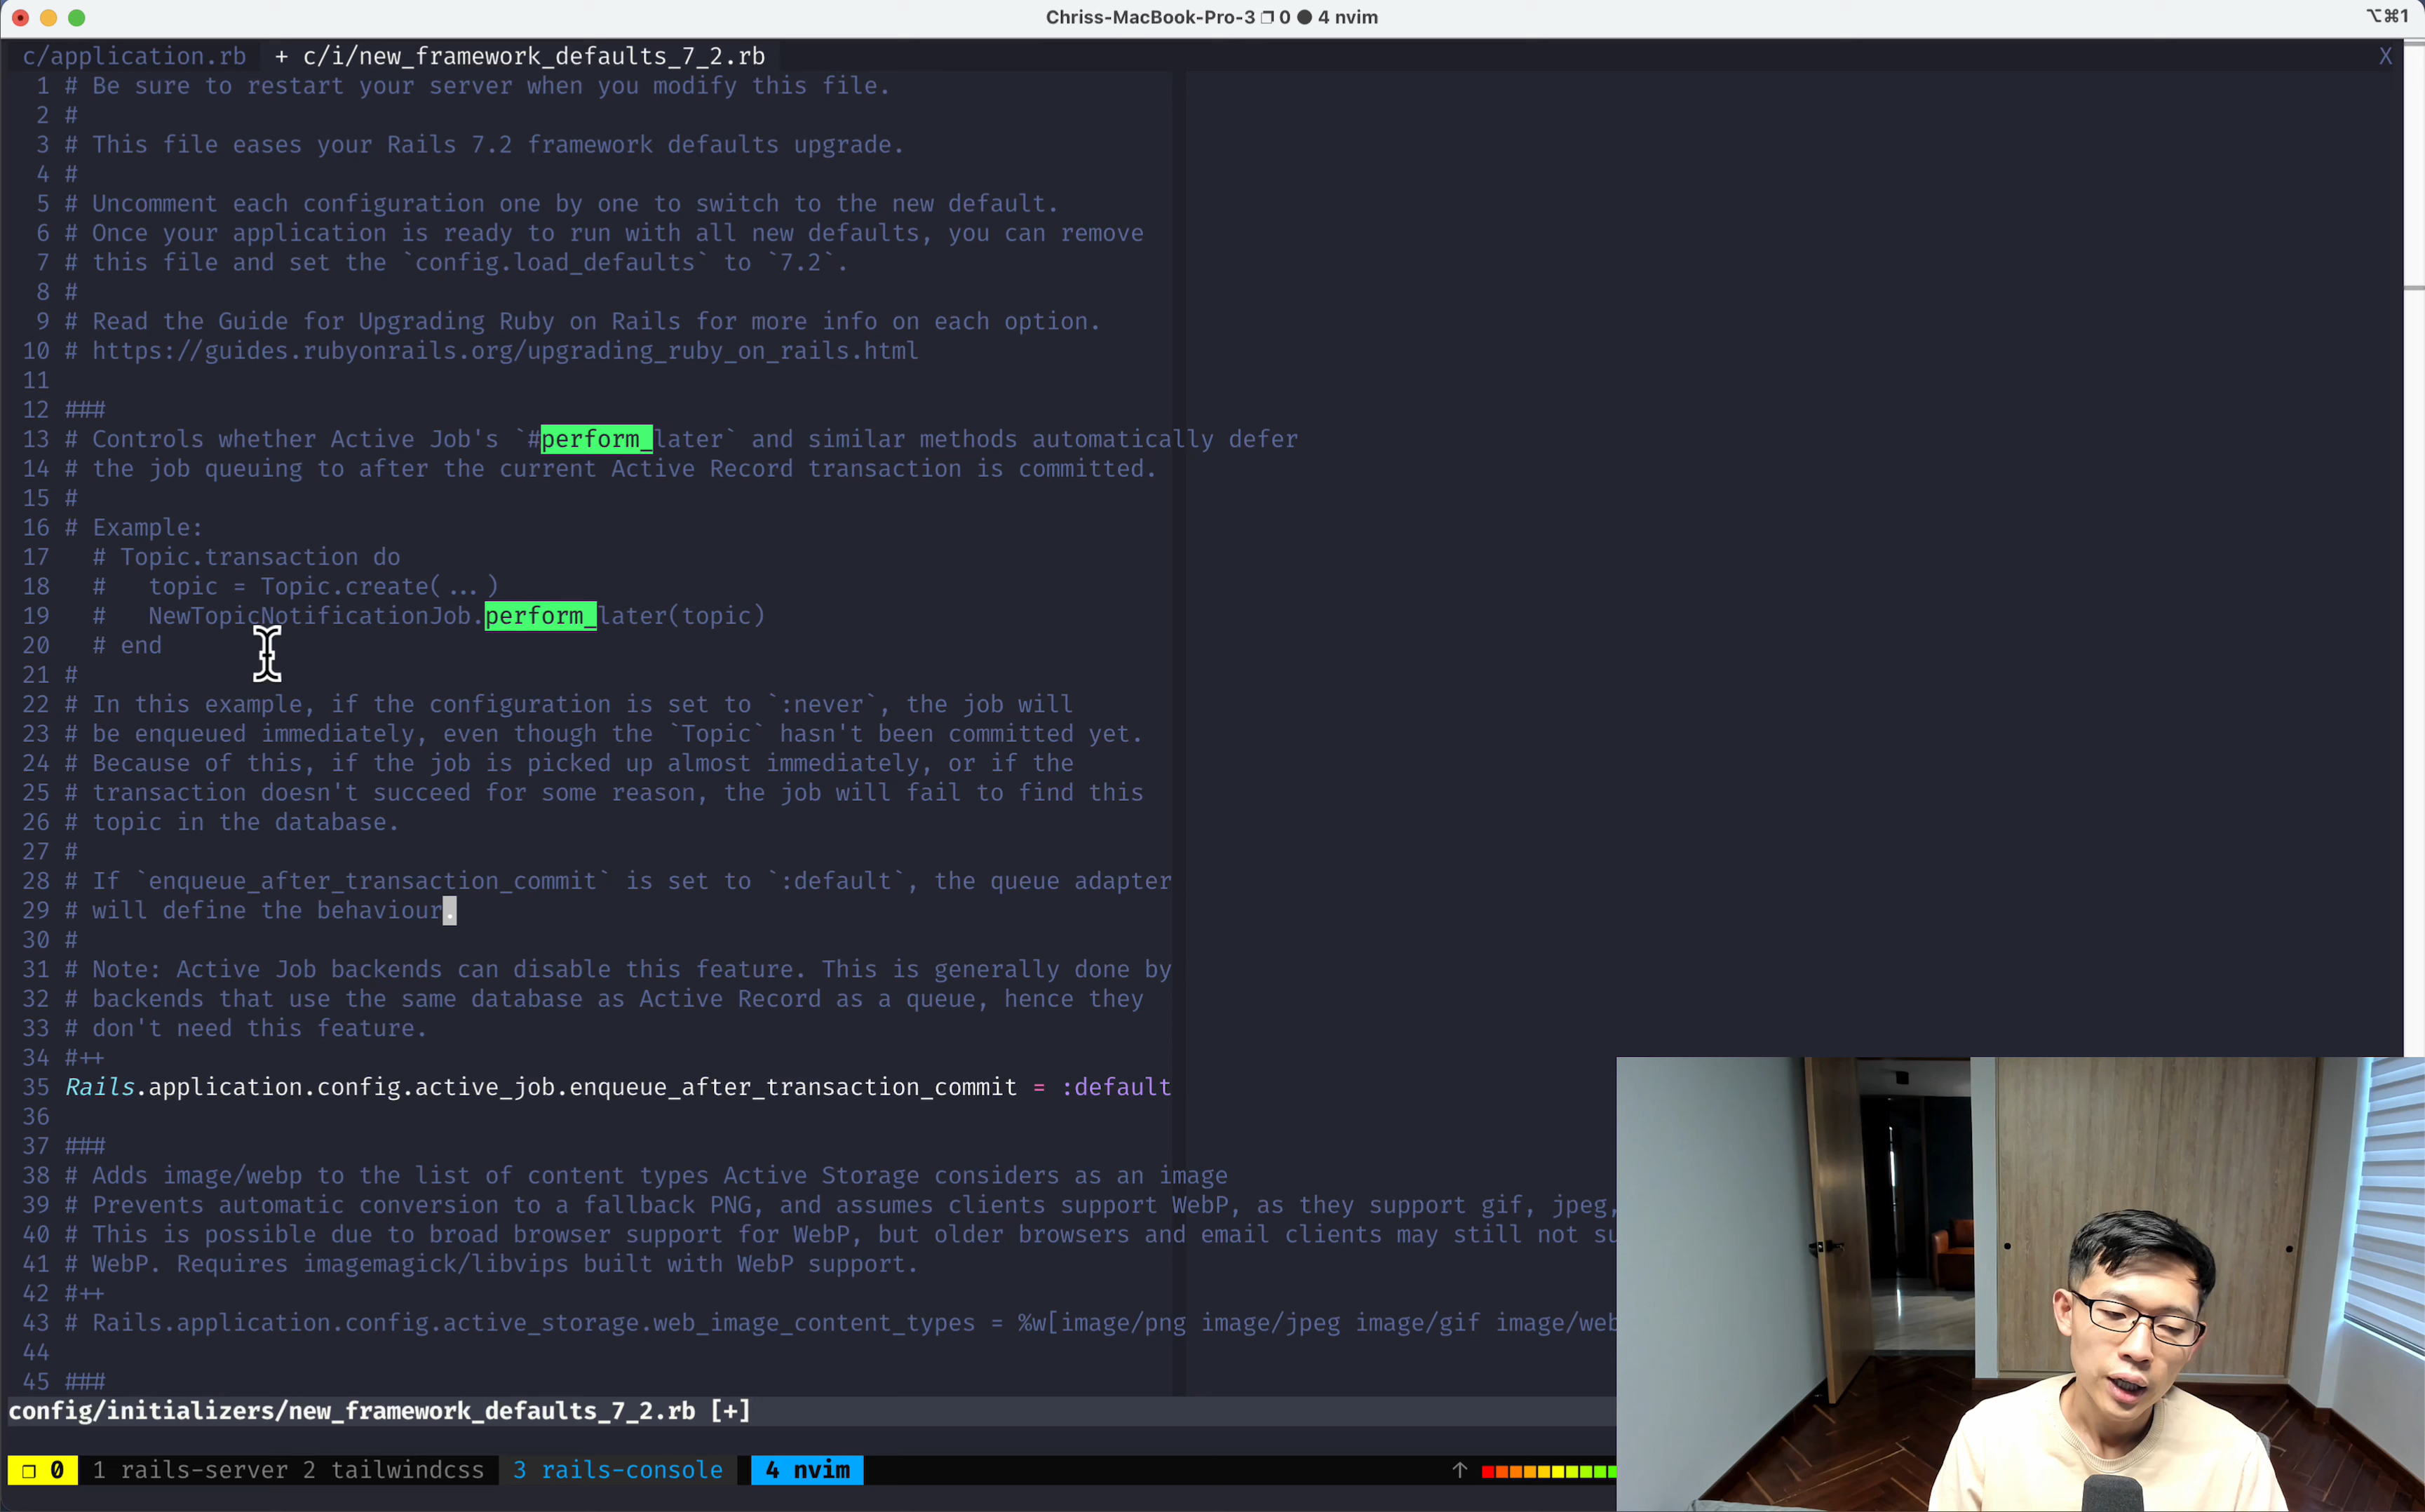 Chriss-MacBook-Pro-3 ❐ 0 ● 4 nvim
⌥⌘1
c/application.rb + c/i/new_framework_defaults_7_2.rb X
1 # Be sure to restart your server when you modify this file.
2 #
3 # This file eases your Rails 7.2 framework defaults upgrade.
4 #
5 # Uncomment each configuration one by one to switch to the new default.
6 # Once your application is ready to run with all new defaults, you can remove
7 # this file and set the `config.load_defaults` to `7.2`.
8 #
9 # Read the Guide for Upgrading Ruby on Rails for more info on each option.
10 # https://guides.rubyonrails.org/upgrading_ruby_on_rails.html
11
12 ###
13 # Controls whether Active Job's `#perform_later` and similar methods automatically defer
14 # the job queuing to after the current Active Record transaction is committed.
15 #
16 # Example:
17   # Topic.transaction do
18   #   topic = Topic.create(...)
19   #   NewTopicNotificationJob.perform_later(topic)
20   # end
21 #
22 # In this example, if the configuration is set to `:never`, the job will
23 # be enqueued immediately, even though the `Topic` hasn't been committed yet.
24 # Because of this, if the job is picked up almost immediately, or if the
25 # transaction doesn't succeed for some reason, the job will fail to find this
26 # topic in the database.
27 #
28 # If `enqueue_after_transaction_commit` is set to `:default`, the queue adapter
29 # will define the behaviour.
30 #
31 # Note: Active Job backends can disable this feature. This is generally done by
32 # backends that use the same database as Active Record as a queue, hence they
33 # don't need this feature.
34 #++
35 Rails.application.config.active_job.enqueue_after_transaction_commit = :default
36
37 ###
38 # Adds image/webp to the list of content types Active Storage considers as an image
39 # Prevents automatic conversion to a fallback PNG, and assumes clients support WebP, as they support gif, jpeg,
40 # This is possible due to broad browser support for WebP, but older browsers and email clients may still not su
41 # WebP. Requires imagemagick/libvips built with WebP support.
42 #++
43 # Rails.application.config.active_storage.web_image_content_types = %w[image/png image/jpeg image/gif image/web
44
45 ###
config/initializers/new_framework_defaults_7_2.rb [+]
❐ 0 1 rails-server 2 tailwindcss 3 rails-console 4 nvim ↑